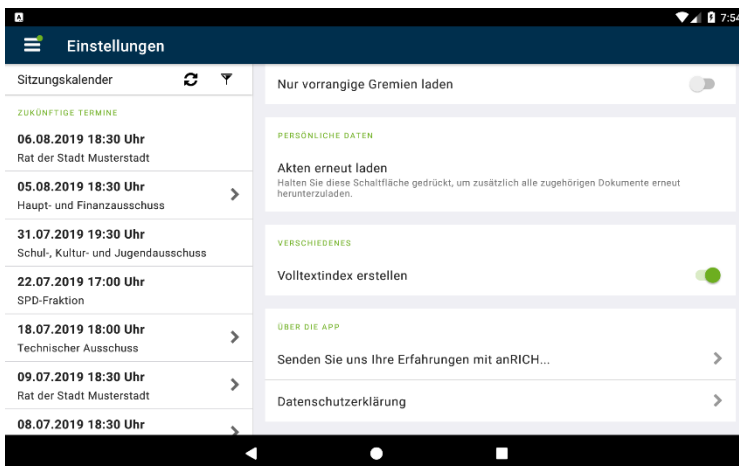 7:54
Einstellungen
Sitzungskalender
ZUKÜNFTIGE TERMINE
06.08.2019 18:30 Uhr
Rat der Stadt Musterstadt
05.08.2019 18:30 Uhr
Haupt- und Finanzausschuss
31.07.2019 19:30 Uhr
Schul-, Kultur- und Jugendausschuss
22.07.2019 17:00 Uhr
SPD-Fraktion
18.07.2019 18:00 Uhr
Technischer Ausschuss
09.07.2019 18:30 Uhr
Rat der Stadt Musterstadt
08.07.2019 18:30 Uhr
Nur vorrangige Gremien laden
PERSÖNLICHE DATEN
Akten erneut laden
Halten Sie diese Schaltfläche gedrückt, um zusätzlich alle zugehörigen Dokumente erneut
herunterzuladen.
VERSCHIEDENES
Volltextindex erstellen
ÜBER DIE APP
Senden Sie uns Ihre Erfahrungen mit anRICH...
Datenschutzerklärung